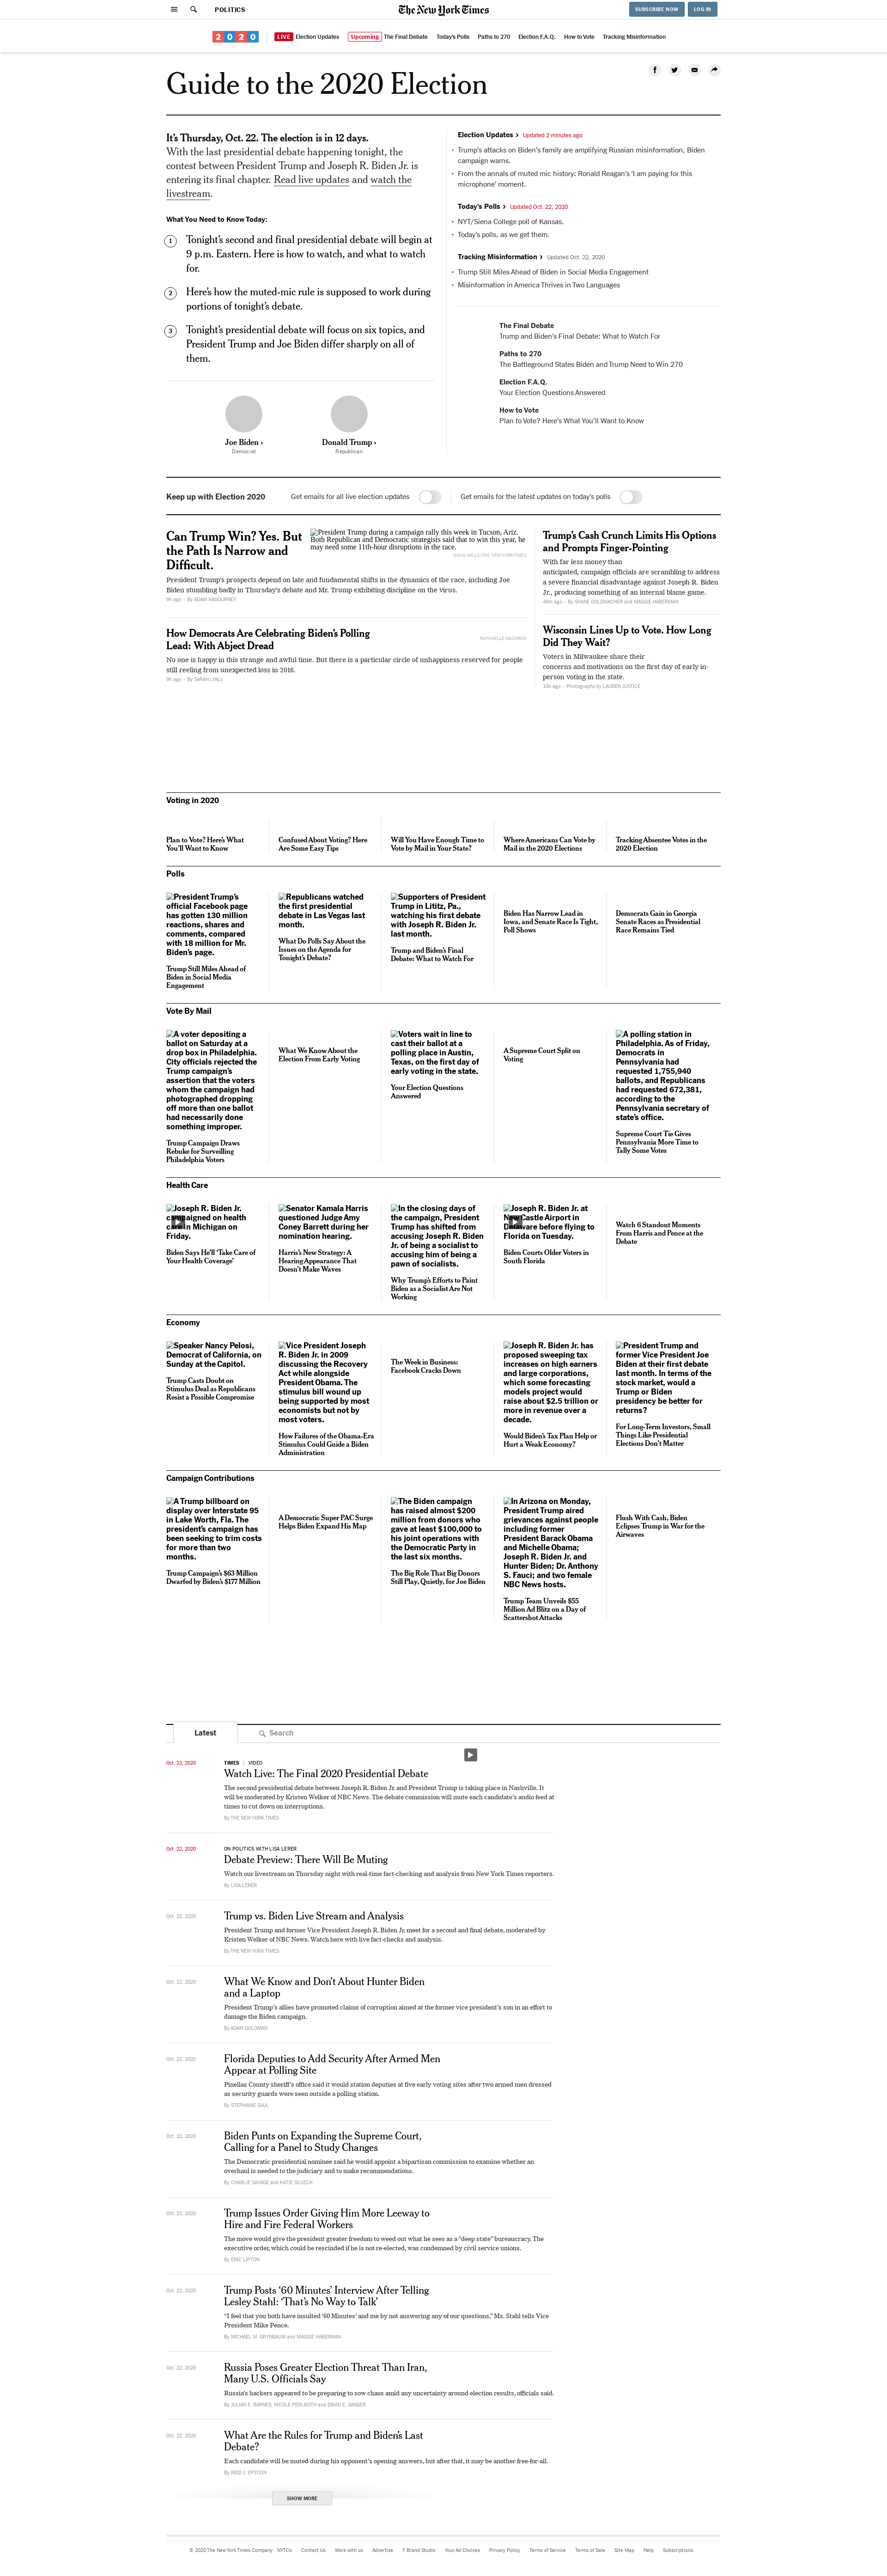 POLITICS
The New York Times
SUBSCRIBE NOW
LOG IN
2020
LIVE Election Updates
Upcoming The Final Debate
Today's Polls
Paths to 270
Election F.A.Q.
How to Vote
Tracking Misinformation
Guide to the 2020 Election
It's Thursday, Oct. 22. The election is in 12 days.
With the last presidential debate happening tonight, the
contest between President Trump and Joseph R. Biden Jr. is
entering its final chapter. Read live updates and watch the
livestream.
What You Need to Know Today:
1
Tonight's second and final presidential debate will begin at
9 p.m. Eastern. Here is how to watch, and what to watch
for.
2
Here's how the muted-mic rule is supposed to work during
portions of tonight's debate.
3
Tonight's presidential debate will focus on six topics, and
President Trump and Joe Biden differ sharply on all of
them.
Joe Biden ›
Democrat
Donald Trump ›
Republican
Election Updates › Updated 2 minutes ago
• Trump's attacks on Biden's family are amplifying Russian misinformation, Biden
campaign warns.
• From the annals of muted mic history: Ronald Reagan's 'I am paying for this
microphone' moment.
Today's Polls › Updated Oct. 22, 2020
• NYT/Siena College poll of Kansas.
• Today's polls, as we get them.
Tracking Misinformation › Updated Oct. 22, 2020
• Trump Still Miles Ahead of Biden in Social Media Engagement
• Misinformation in America Thrives in Two Languages
The Final Debate
Trump and Biden's Final Debate: What to Watch For
Paths to 270
The Battleground States Biden and Trump Need to Win 270
Election F.A.Q.
Your Election Questions Answered
How to Vote
Plan to Vote? Here's What You'll Want to Know
Keep up with Election 2020
Get emails for all live election updates
Get emails for the latest updates on today's polls
Can Trump Win? Yes. But
the Path Is Narrow and
Difficult.
President Trump during a campaign rally this week in Tucson, Ariz.
Both Republican and Democratic strategists said that to win this year, he
may need some 11th-hour disruptions in the race.
DOUG MILLS/THE NEW YORK TIMES
President Trump's prospects depend on late and fundamental shifts in the dynamics of the race, including Joe
Biden stumbling badly in Thursday's debate and Mr. Trump exhibiting discipline on the virus.
9h ago – By ADAM NAGOURNEY
How Democrats Are Celebrating Biden's Polling
Lead: With Abject Dread
RAPHAELLE MACARON
No one is happy in this strange and awful time. But there is a particular circle of unhappiness reserved for people
still reeling from unexpected loss in 2016.
9h ago – By SARAH LYALL
Trump's Cash Crunch Limits His Options
and Prompts Finger-Pointing
With far less money than
anticipated, campaign officials are scrambling to address
a severe financial disadvantage against Joseph R. Biden
Jr., producing something of an internal blame game.
49m ago – By SHANE GOLDMACHER and MAGGIE HABERMAN
Wisconsin Lines Up to Vote. How Long
Did They Wait?
Voters in Milwaukee share their
concerns and motivations on the first day of early in-
person voting in the state.
11h ago – Photographs by LAUREN JUSTICE
Voting in 2020
Plan to Vote? Here's What
You'll Want to Know
Confused About Voting? Here
Are Some Easy Tips
Will You Have Enough Time to
Vote by Mail in Your State?
Where Americans Can Vote by
Mail in the 2020 Elections
Tracking Absentee Votes in the
2020 Election
Polls
President Trump's
official Facebook page
has gotten 130 million
reactions, shares and
comments, compared
with 18 million for Mr.
Biden's page.
Trump Still Miles Ahead of
Biden in Social Media
Engagement
Republicans watched
the first presidential
debate in Las Vegas last
month.
What Do Polls Say About the
Issues on the Agenda for
Tonight's Debate?
Supporters of President
Trump in Lititz, Pa.,
watching his first debate
with Joseph R. Biden Jr.
last month.
Trump and Biden's Final
Debate: What to Watch For
Biden Has Narrow Lead in
Iowa, and Senate Race Is Tight,
Poll Shows
Democrats Gain in Georgia
Senate Races as Presidential
Race Remains Tied
Vote By Mail
A voter depositing a
ballot on Saturday at a
drop box in Philadelphia.
City officials rejected the
Trump campaign's
assertion that the voters
whom the campaign had
photographed dropping
off more than one ballot
had necessarily done
something improper.
Trump Campaign Draws
Rebuke for Surveilling
Philadelphia Voters
What We Know About the
Election From Early Voting
Voters wait in line to
cast their ballot at a
polling place in Austin,
Texas, on the first day of
early voting in the state.
Your Election Questions
Answered
A Supreme Court Split on
Voting
A polling station in
Philadelphia. As of Friday,
Democrats in
Pennsylvania had
requested 1,755,940
ballots, and Republicans
had requested 672,381,
according to the
Pennsylvania secretary of
state's office.
Supreme Court Tie Gives
Pennsylvania More Time to
Tally Some Votes
Health Care
Joseph R. Biden Jr.
campaigned on health
care in Michigan on
Friday.
Biden Says He'll 'Take Care of
Your Health Coverage'
Senator Kamala Harris
questioned Judge Amy
Coney Barrett during her
nomination hearing.
Harris's New Strategy: A
Hearing Appearance That
Doesn't Make Waves
In the closing days of
the campaign, President
Trump has shifted from
accusing Joseph R. Biden
Jr. of being a socialist to
accusing him of being a
pawn of socialists.
Why Trump's Efforts to Paint
Biden as a Socialist Are Not
Working
Joseph R. Biden Jr. at
New Castle Airport in
Delaware before flying to
Florida on Tuesday.
Biden Courts Older Voters in
South Florida
Watch 6 Standout Moments
From Harris and Pence at the
Debate
Economy
Speaker Nancy Pelosi,
Democrat of California, on
Sunday at the Capitol.
Trump Casts Doubt on
Stimulus Deal as Republicans
Resist a Possible Compromise
Vice President Joseph
R. Biden Jr. in 2009
discussing the Recovery
Act while alongside
President Obama. The
stimulus bill wound up
being supported by most
economists but not by
most voters.
How Failures of the Obama-Era
Stimulus Could Guide a Biden
Administration
The Week in Business:
Facebook Cracks Down
Joseph R. Biden Jr. has
proposed sweeping tax
increases on high earners
and large corporations,
which some forecasting
models project would
raise about $2.5 trillion or
more in revenue over a
decade.
Would Biden's Tax Plan Help or
Hurt a Weak Economy?
President Trump and
former Vice President Joe
Biden at their first debate
last month. In terms of the
stock market, would a
Trump or Biden
presidency be better for
returns?
For Long-Term Investors, Small
Things Like Presidential
Elections Don't Matter
Campaign Contributions
A Trump billboard on
display over Interstate 95
in Lake Worth, Fla. The
president's campaign has
been seeking to trim costs
for more than two
months.
Trump Campaign's $63 Million
Dwarfed by Biden's $177 Million
A Democratic Super PAC Surge
Helps Biden Expand His Map
The Biden campaign
has raised almost $200
million from donors who
gave at least $100,000 to
his joint operations with
the Democratic Party in
the last six months.
The Big Role That Big Donors
Still Play, Quietly, for Joe Biden
In Arizona on Monday,
President Trump aired
grievances against people
including former
President Barack Obama
and Michelle Obama;
Joseph R. Biden Jr. and
Hunter Biden; Dr. Anthony
S. Fauci; and two female
NBC News hosts.
Trump Team Unveils $55
Million Ad Blitz on a Day of
Scattershot Attacks
Flush With Cash, Biden
Eclipses Trump in War for the
Airwaves
Latest
Search
Oct. 22, 2020
TIMES | VIDEO
Watch Live: The Final 2020 Presidential Debate
The second presidential debate between Joseph R. Biden Jr. and President Trump is taking place in Nashville. It
will be moderated by Kristen Welker of NBC News. The debate commission will mute each candidate's audio feed at
times to cut down on interruptions.
By THE NEW YORK TIMES
Oct. 22, 2020
ON POLITICS WITH LISA LERER
Debate Preview: There Will Be Muting
Watch our livestream on Thursday night with real-time fact-checking and analysis from New York Times reporters.
By LISA LERER
Oct. 22, 2020
Trump vs. Biden Live Stream and Analysis
President Trump and former Vice President Joseph R. Biden Jr. meet for a second and final debate, moderated by
Kristen Welker of NBC News. Watch here with live fact-checks and analysis.
By THE NEW YORK TIMES
Oct. 22, 2020
What We Know and Don't About Hunter Biden
and a Laptop
President Trump's allies have promoted claims of corruption aimed at the former vice president's son in an effort to
damage the Biden campaign.
By ADAM GOLDMAN
Oct. 22, 2020
Florida Deputies to Add Security After Armed Men
Appear at Polling Site
Pinellas County sheriff's office said it would station deputies at five early voting sites after two armed men dressed
as security guards were seen outside a polling station.
By STEPHANIE SAUL
Oct. 22, 2020
Biden Punts on Expanding the Supreme Court,
Calling for a Panel to Study Changes
The Democratic presidential nominee said he would appoint a bipartisan commission to examine whether an
overhaul is needed to the judiciary and to make recommendations.
By CHARLIE SAVAGE and KATIE GLUECK
Oct. 22, 2020
Trump Issues Order Giving Him More Leeway to
Hire and Fire Federal Workers
The move would give the president greater freedom to weed out what he sees as a "deep state" bureaucracy. The
executive order, which could be rescinded if he is not re-elected, was condemned by civil service unions.
By ERIC LIPTON
Oct. 22, 2020
Trump Posts '60 Minutes' Interview After Telling
Lesley Stahl: 'That's No Way to Talk'
"I feel that you both have insulted '60 Minutes' and me by not answering any of our questions," Ms. Stahl tells Vice
President Mike Pence.
By MICHAEL M. GRYNBAUM and MAGGIE HABERMAN
Oct. 22, 2020
Russia Poses Greater Election Threat Than Iran,
Many U.S. Officials Say
Russia's hackers appeared to be preparing to sow chaos amid any uncertainty around election results, officials said.
By JULIAN E. BARNES, NICOLE PERLROTH and DAVID E. SANGER
Oct. 22, 2020
What Are the Rules for Trump and Biden's Last
Debate?
Each candidate will be muted during his opponent's opening answers, but after that, it may be another free-for-all.
By REID J. EPSTEIN
SHOW MORE
© 2020 The New York Times Company
NYTCo
Contact Us
Work with us
Advertise
T Brand Studio
Your Ad Choices
Privacy Policy
Terms of Service
Terms of Sale
Site Map
Help
Subscriptions